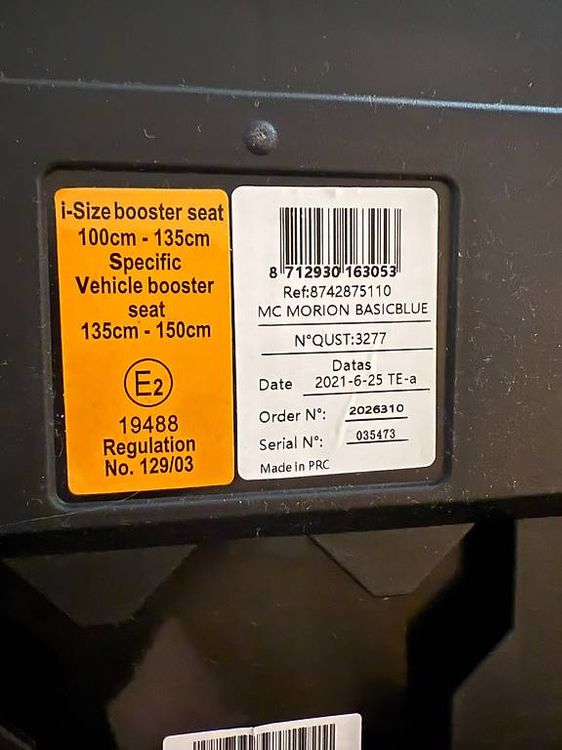 i-Size booster seat
100cm - 135cm
Specific
Vehicle booster
seat
135cm - 150cm
E2
19488
Regulation
No. 129/03
8 712930 163053
Ref:8742875110
MC MORION BASICBLUE
N°QUST:3277
Datas
Date 2021-6-25 TE-a
Order N°: 2026310
Serial N°: 035473
Made in PRC